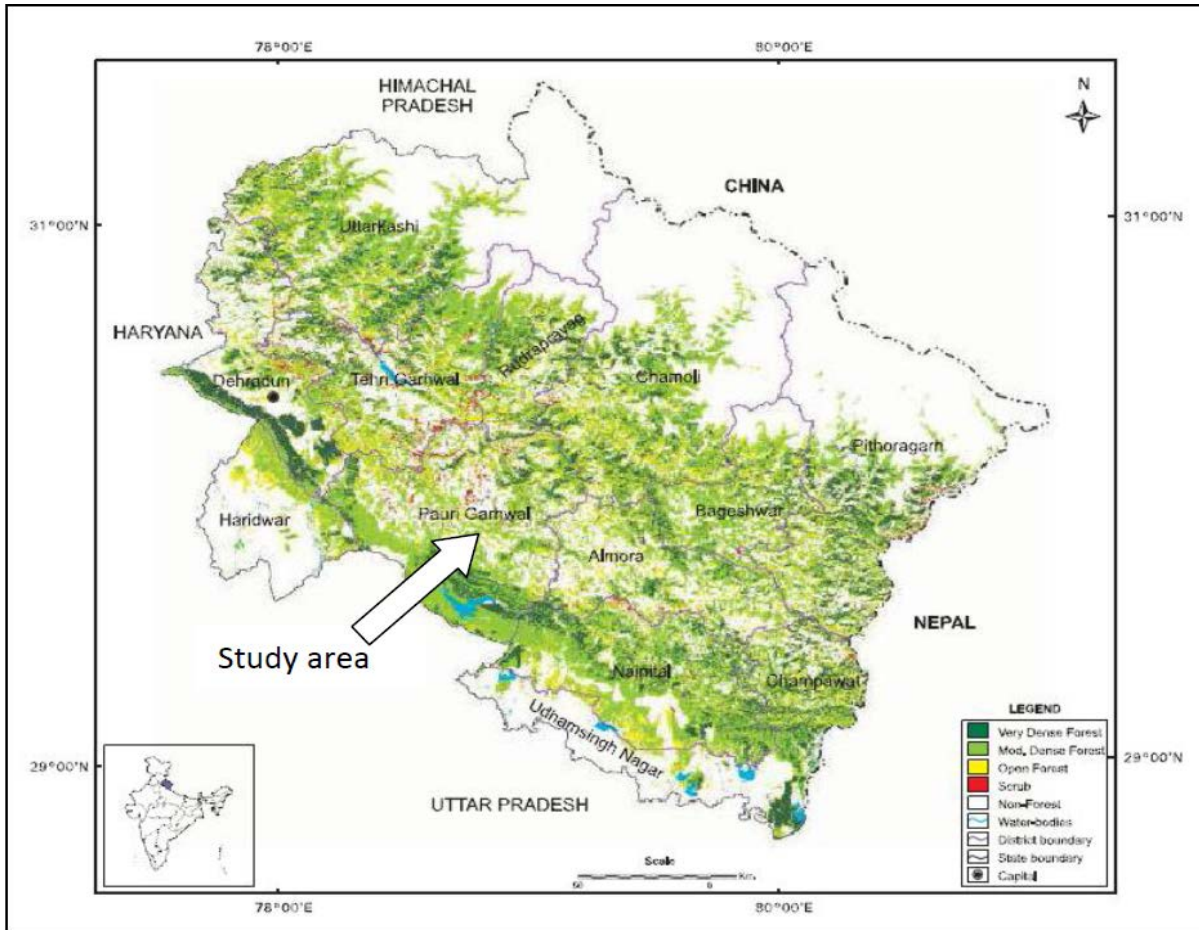 78°00'E 80°00'E
HIMACHAL
PRADESH
N
CHINA
31°00'N 31°00'N
Uttarkashi
HARYANA
Rudraprayag
Dehradun
Tehri Garhwal
Chamoli
Pithoragarh
Haridwar
Pauri Garhwal
Bageshwar
Almora
NEPAL
Study area
Nainital
Champawat
Udhamsingh Nagar
LEGEND
Very Dense Forest
Mod. Dense Forest
Open Forest
Scrub
Non-Forest
Water-bodies
District boundary
State boundary
Capital
29°00'N 29°00'N
UTTAR PRADESH
Scale
50 0 Km.
78°00'E 80°00'E